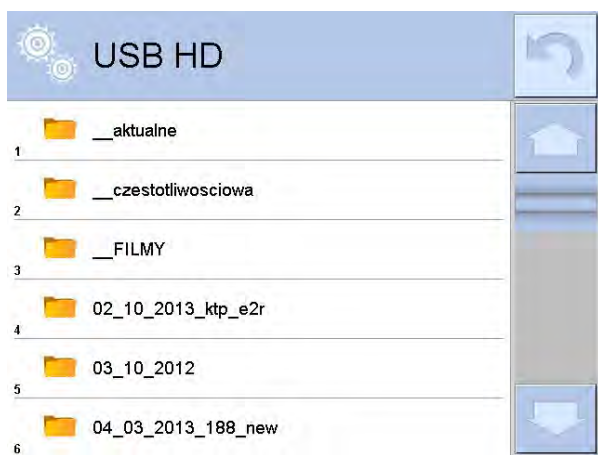 USB HD
__aktualne
1
__czestotliwosciowa
2
__FILMY
3
02_10_2013_ktp_e2r
4
03_10_2012
5
04_03_2013_188_new
6